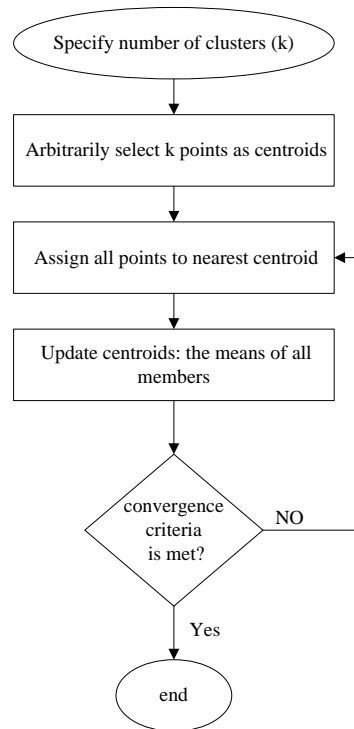 Specify number of clusters (k)
Arbitrarily select k points as centroids
Assign all points to nearest centroid
Update centroids: the means of all
members
convergence
criteria
is met?
NO
Yes
end